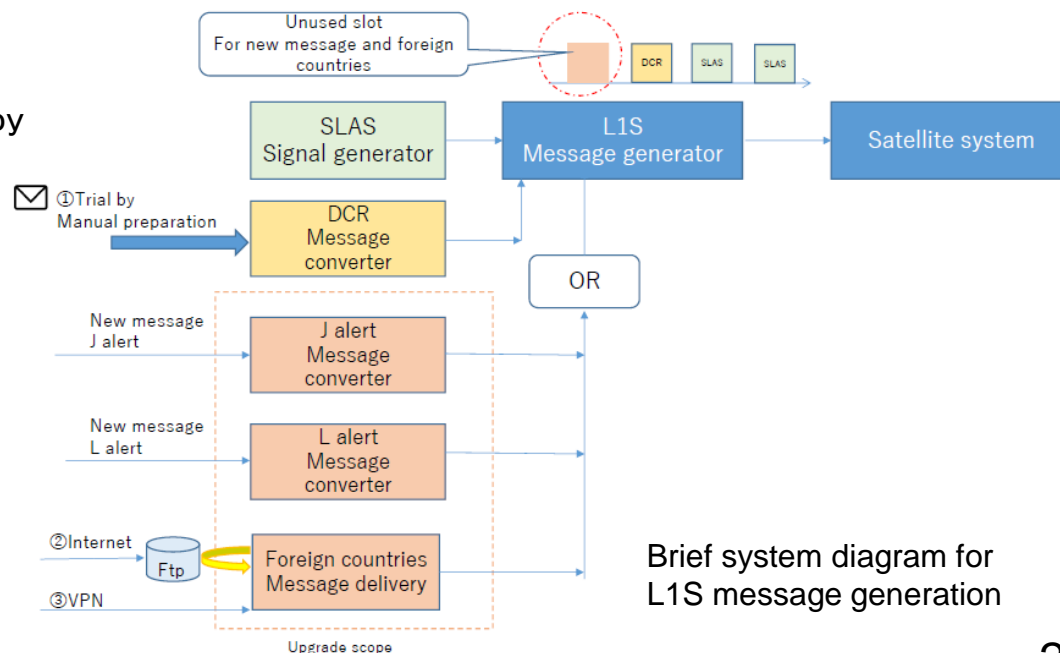 Unused slot
For new message and foreign
countries
DCR
SLAS
SLAS
by
SLAS
Signal generator
L1S
Message generator
Satellite system
①Trial by
Manual preparation
DCR
Message
converter
OR
New message
J alert
J alert
Message
converter
New message
L alert
L alert
Message
converter
②Internet
Ftp
Foreign countries
Message delivery
③VPN
Brief system diagram for
L1S message generation
Upgrade scope